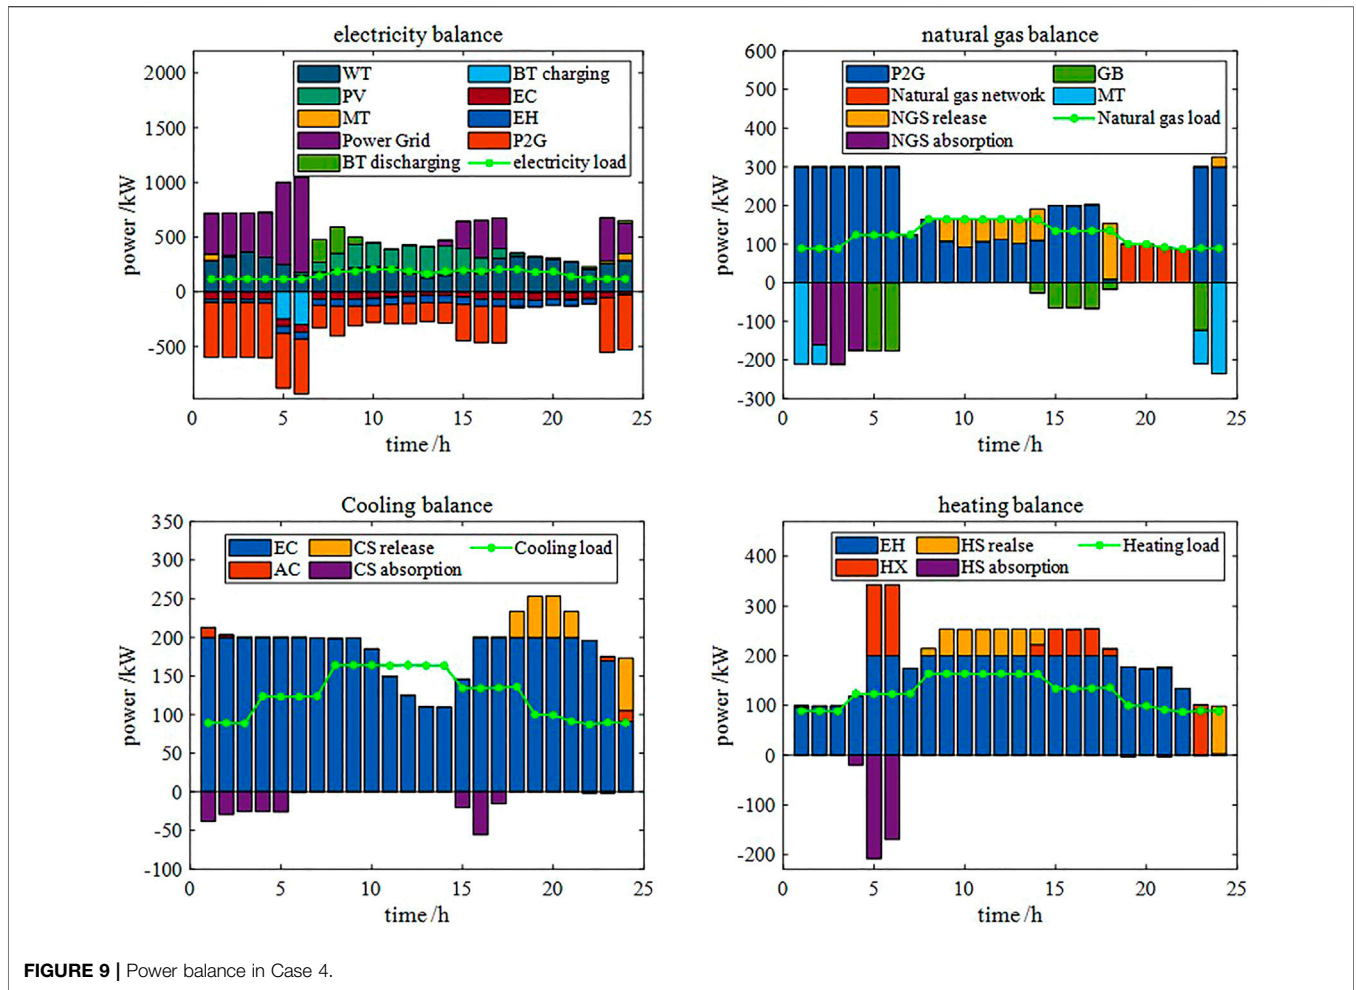 electricity balance
2000
1500
1000
500
0
-500
power /kW
WT
PV
MT
Power Grid
BT discharging
BT charging
EC
EH
P2G
electricity load
0 5 10 15 20 25
time /h
natural gas balance
600
500
400
300
200
100
0
-100
-200
-300
power /kW
P2G
Natural gas network
NGS release
NGS absorption
GB
MT
Natural gas load
0 5 10 15 20 25
time /h
Cooling balance
350
300
250
200
150
100
50
0
-50
-100
power /kW
EC
AC
CS release
CS absorption
Cooling load
0 5 10 15 20 25
time /h
heating balance
400
300
200
100
0
-100
-200
power /kW
EH
HX
HS realse
HS absorption
Heating load
0 5 10 15 20 25
time /h
FIGURE 9 | Power balance in Case 4.